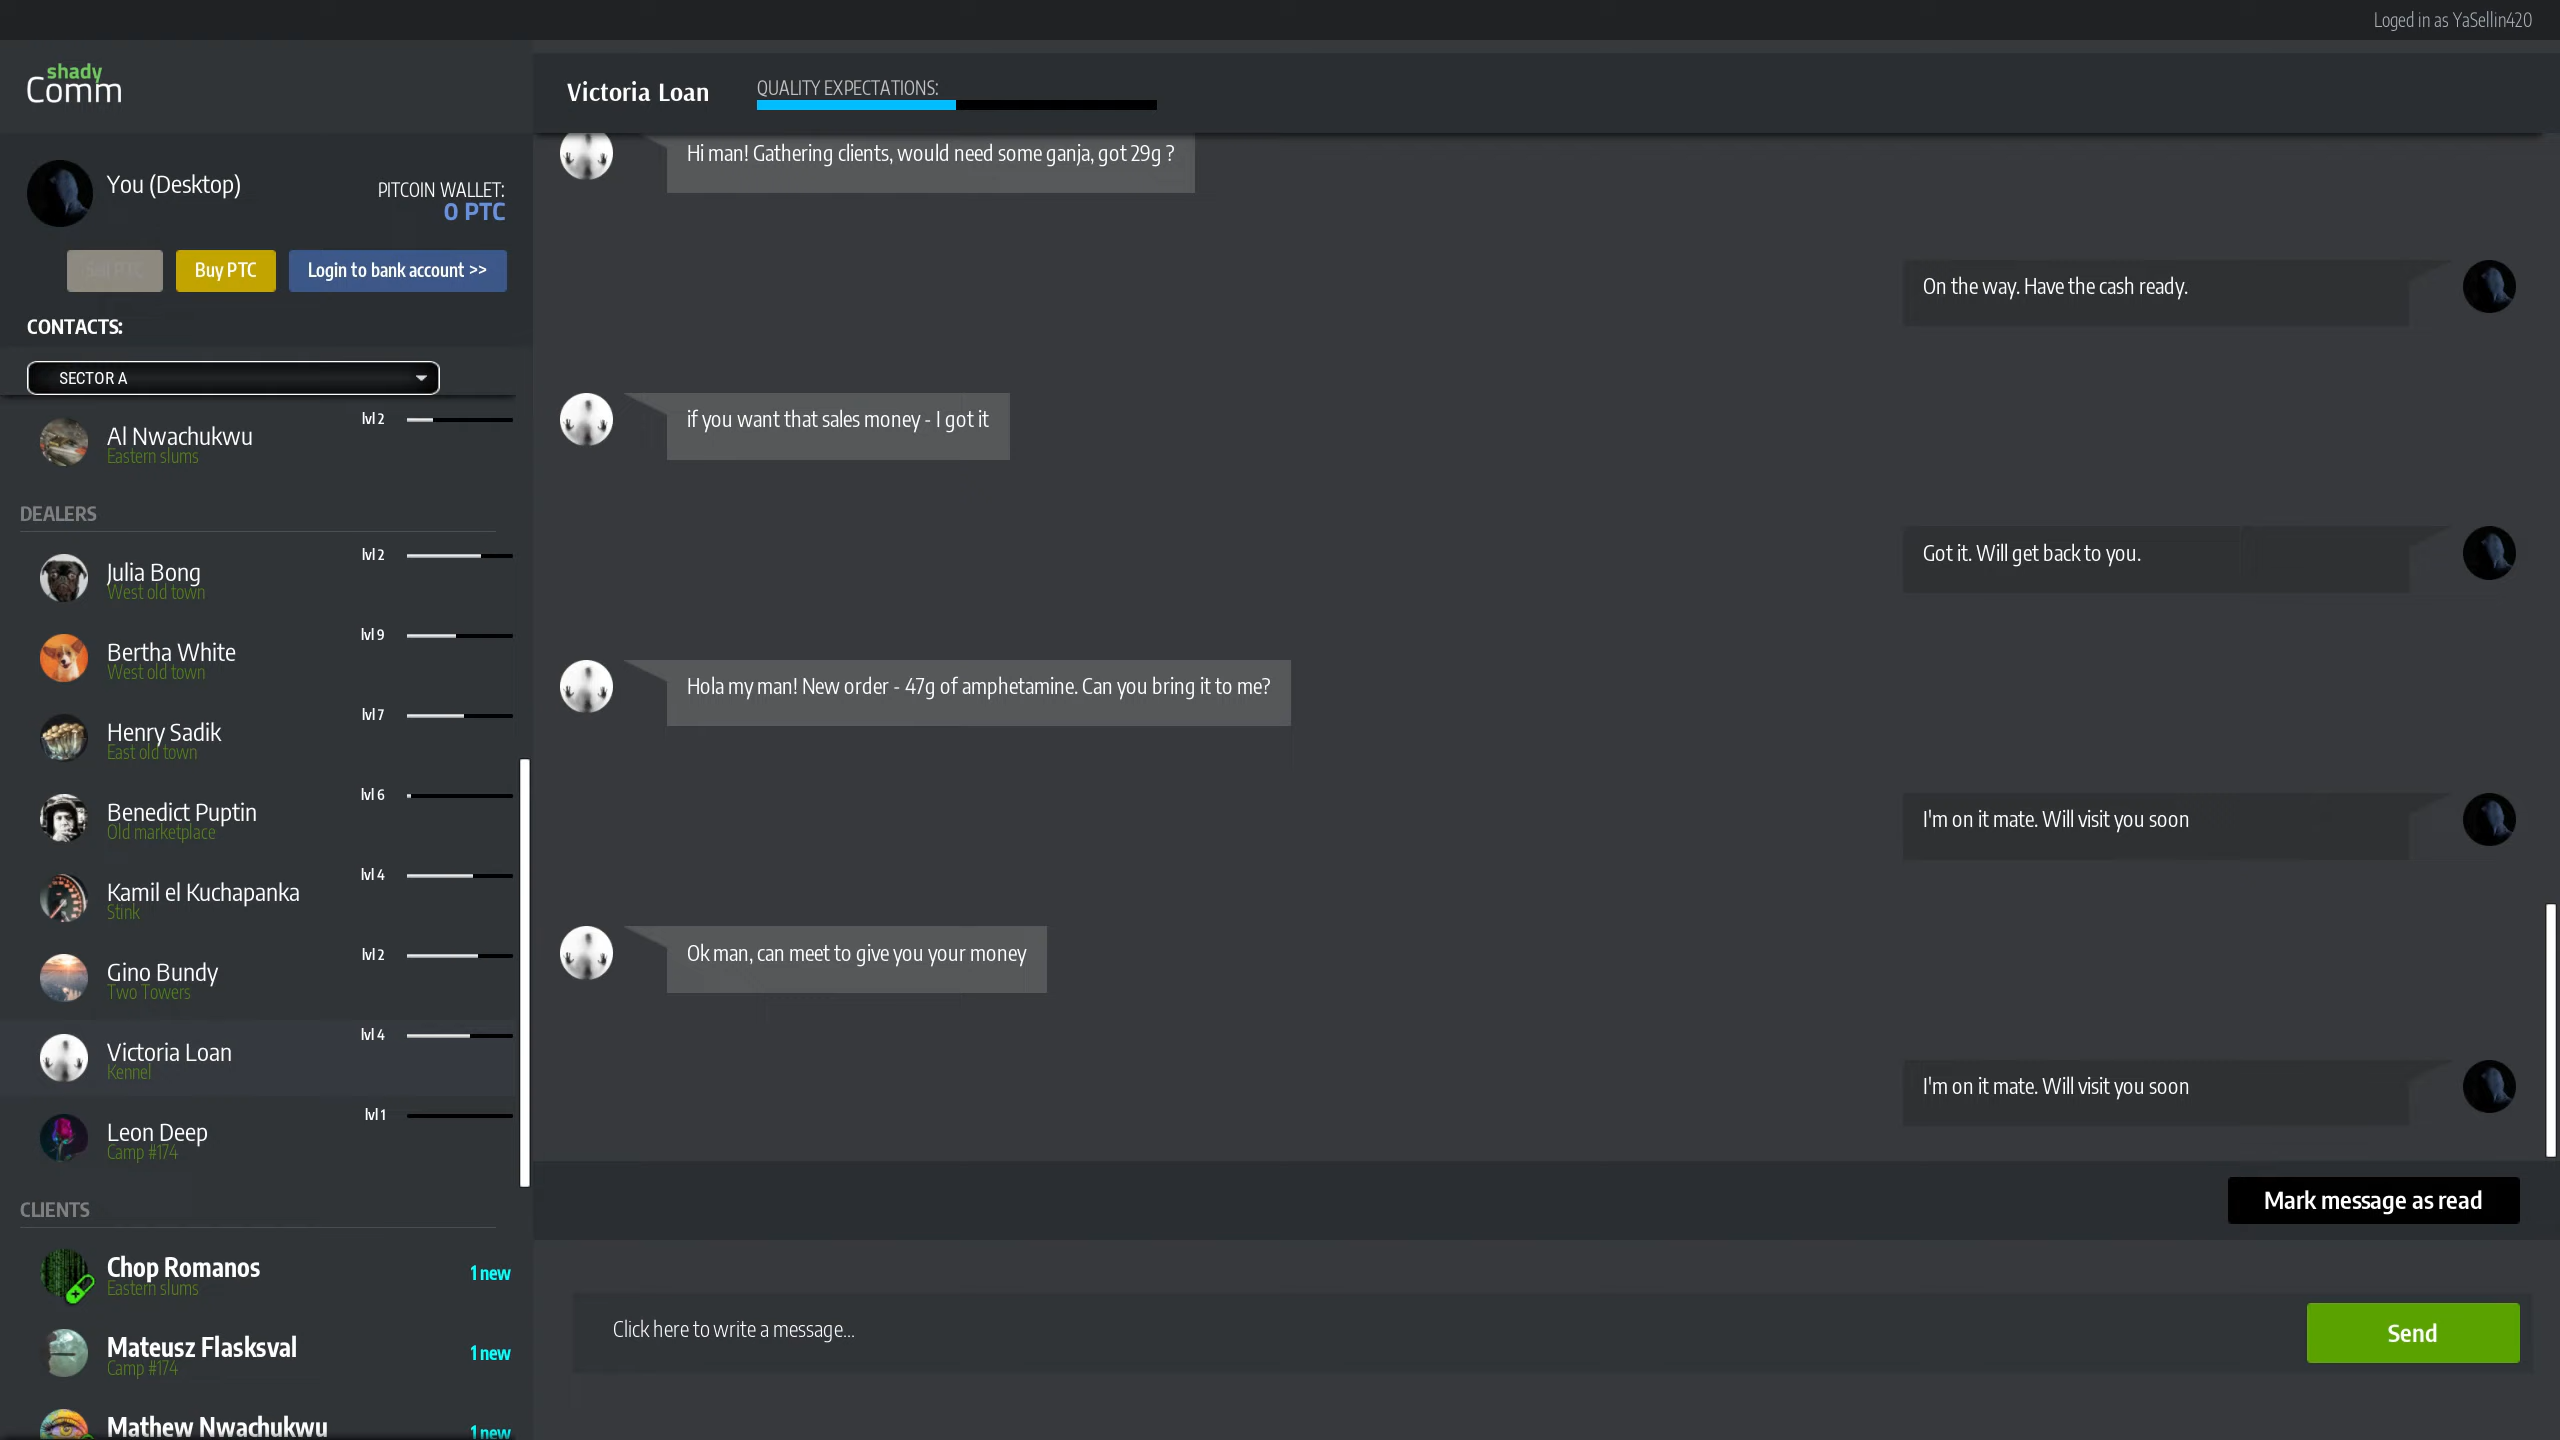 Loged in as YaSellin420
shady
Comm
You (Desktop)
PITCOIN WALLET:
0 PTC
Sell PTC
Buy PTC
Login to bank account >>
CONTACTS:
SECTOR A
Al Nwachukwu
Eastern slums
lvl 2
DEALERS
Julia Bong
West old town
lvl 2
Bertha White
West old town
lvl 9
Henry Sadik
East old town
lvl 7
Benedict Puptin
Old marketplace
lvl 6
Kamil el Kuchapanka
Stink
lvl 4
Gino Bundy
Two Towers
lvl 2
Victoria Loan
Kennel
lvl 4
Leon Deep
Camp #174
lvl 1
CLIENTS
Chop Romanos
Eastern slums
1 new
Mateusz Flasksval
Camp #174
1 new
Mathew Nwachukwu
1 new
Victoria Loan
QUALITY EXPECTATIONS:
Hi man! Gathering clients, would need some ganja, got 29g ?
On the way. Have the cash ready.
if you want that sales money - I got it
Got it. Will get back to you.
Hola my man! New order - 47g of amphetamine. Can you bring it to me?
I'm on it mate. Will visit you soon
Ok man, can meet to give you your money
I'm on it mate. Will visit you soon
Mark message as read
Click here to write a message...
Send